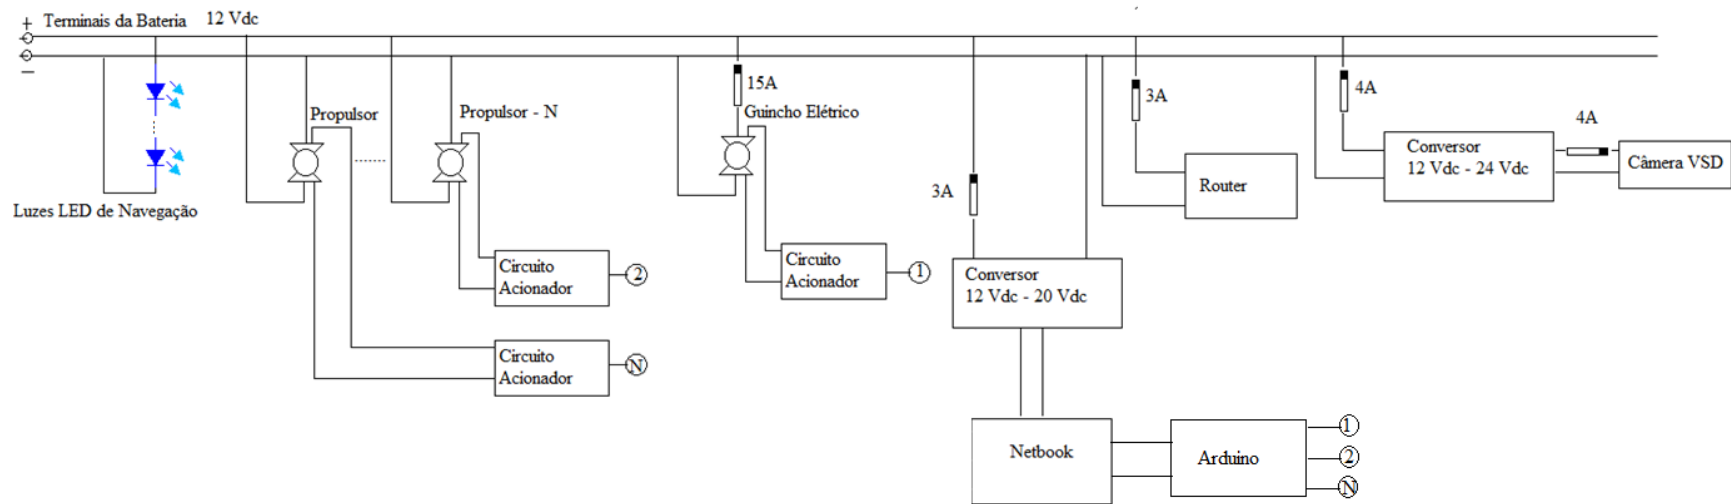 + Terminais da Bateria 12 Vdc
−
Luzes LED de Navegação
Propulsor
Propulsor - N
15A
Guincho Elétrico
3A
3A
4A
4A
Conversor
12 Vdc - 24 Vdc
Câmera VSD
Router
Circuito
Acionador
2
Circuito
Acionador
1
Conversor
12 Vdc - 20 Vdc
Circuito
Acionador
N
Netbook
Arduino
1
2
N